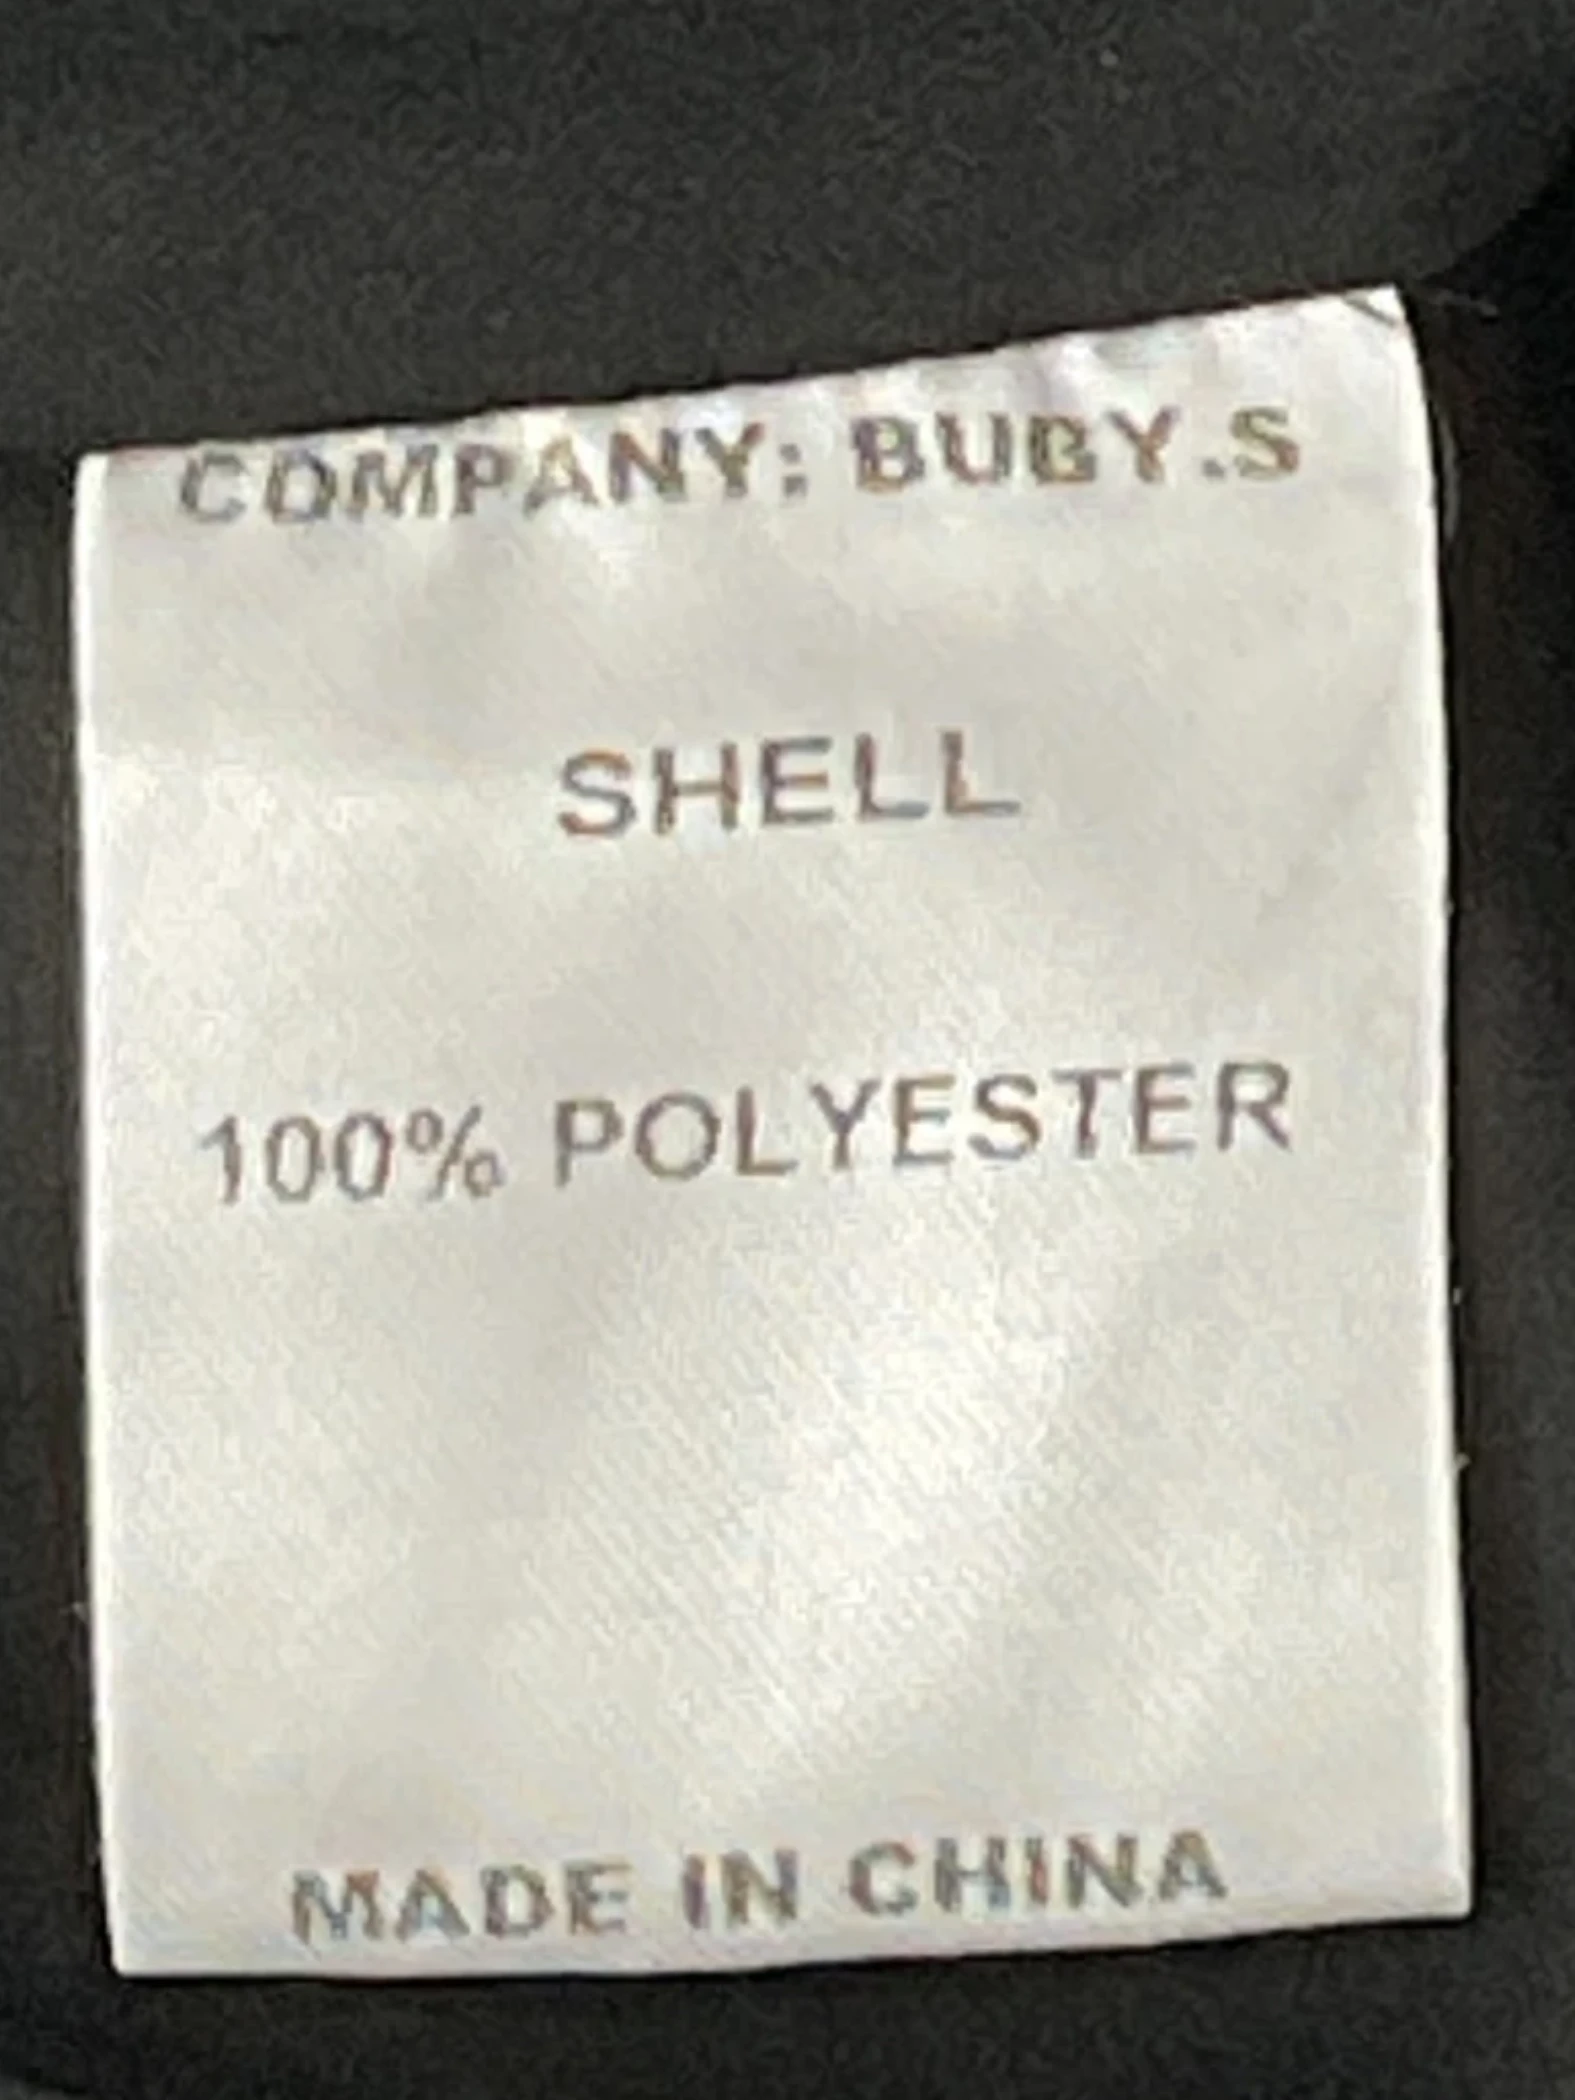 COMPANY: BUBY.S
SHELL
100% POLYESTER
MADE IN CHINA